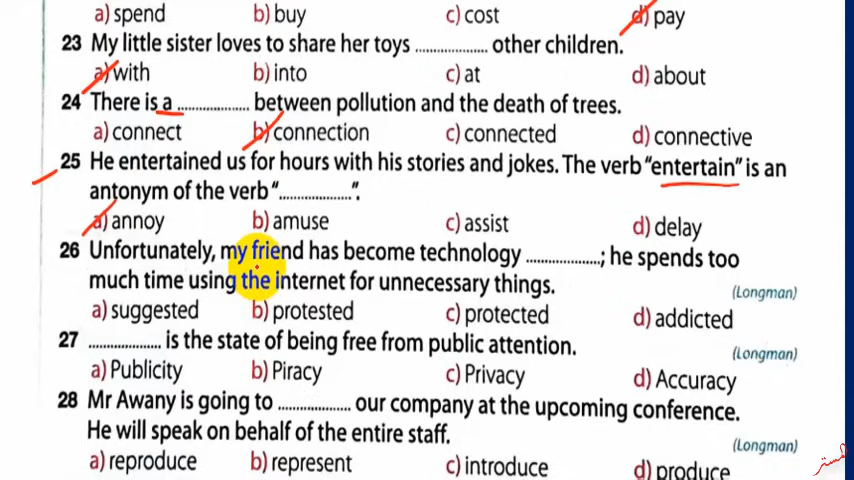 a) spend b) buy c) cost d) pay
23 My little sister loves to share her toys .................. other children.
a) with b) into c) at d) about
24 There is a .................. between pollution and the death of trees.
a) connect b) connection c) connected d) connective
25 He entertained us for hours with his stories and jokes. The verb "entertain" is an
antonym of the verb "..................".
a) annoy b) amuse c) assist d) delay
26 Unfortunately, my friend has become technology ..................; he spends too
much time using the internet for unnecessary things.
(Longman)
a) suggested b) protested c) protected d) addicted
27 .................. is the state of being free from public attention.
(Longman)
a) Publicity b) Piracy c) Privacy d) Accuracy
28 Mr Awany is going to .................. our company at the upcoming conference.
He will speak on behalf of the entire staff.
(Longman)
a) reproduce b) represent c) introduce d) produce